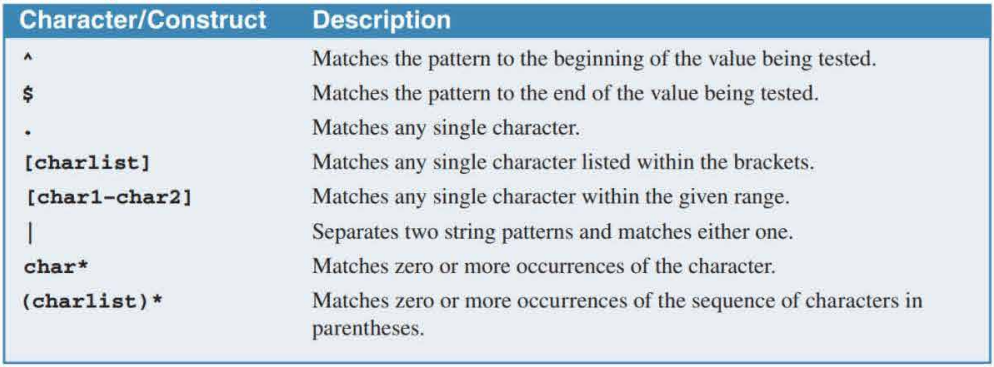 Character/Construct Description
^ Matches the pattern to the beginning of the value being tested.
$ Matches the pattern to the end of the value being tested.
. Matches any single character.
[charlist] Matches any single character listed within the brackets.
[char1-char2] Matches any single character within the given range.
| Separates two string patterns and matches either one.
char* Matches zero or more occurrences of the character.
(charlist)* Matches zero or more occurrences of the sequence of characters in
parentheses.